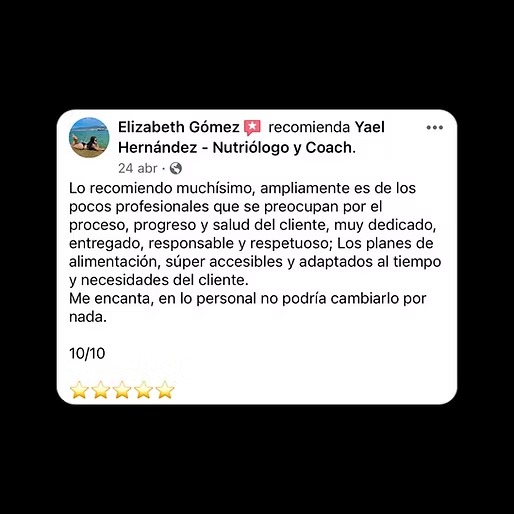 Elizabeth Gómez recomienda Yael
Hernández - Nutriólogo y Coach.
24 abr ·
Lo recomiendo muchísimo, ampliamente es de los
pocos profesionales que se preocupan por el
proceso, progreso y salud del cliente, muy dedicado,
entregado, responsable y respetuoso; Los planes de
alimentación, súper accesibles y adaptados al tiempo
y necesidades del cliente.
Me encanta, en lo personal no podría cambiarlo por
nada.
10/10
⭐⭐⭐⭐⭐